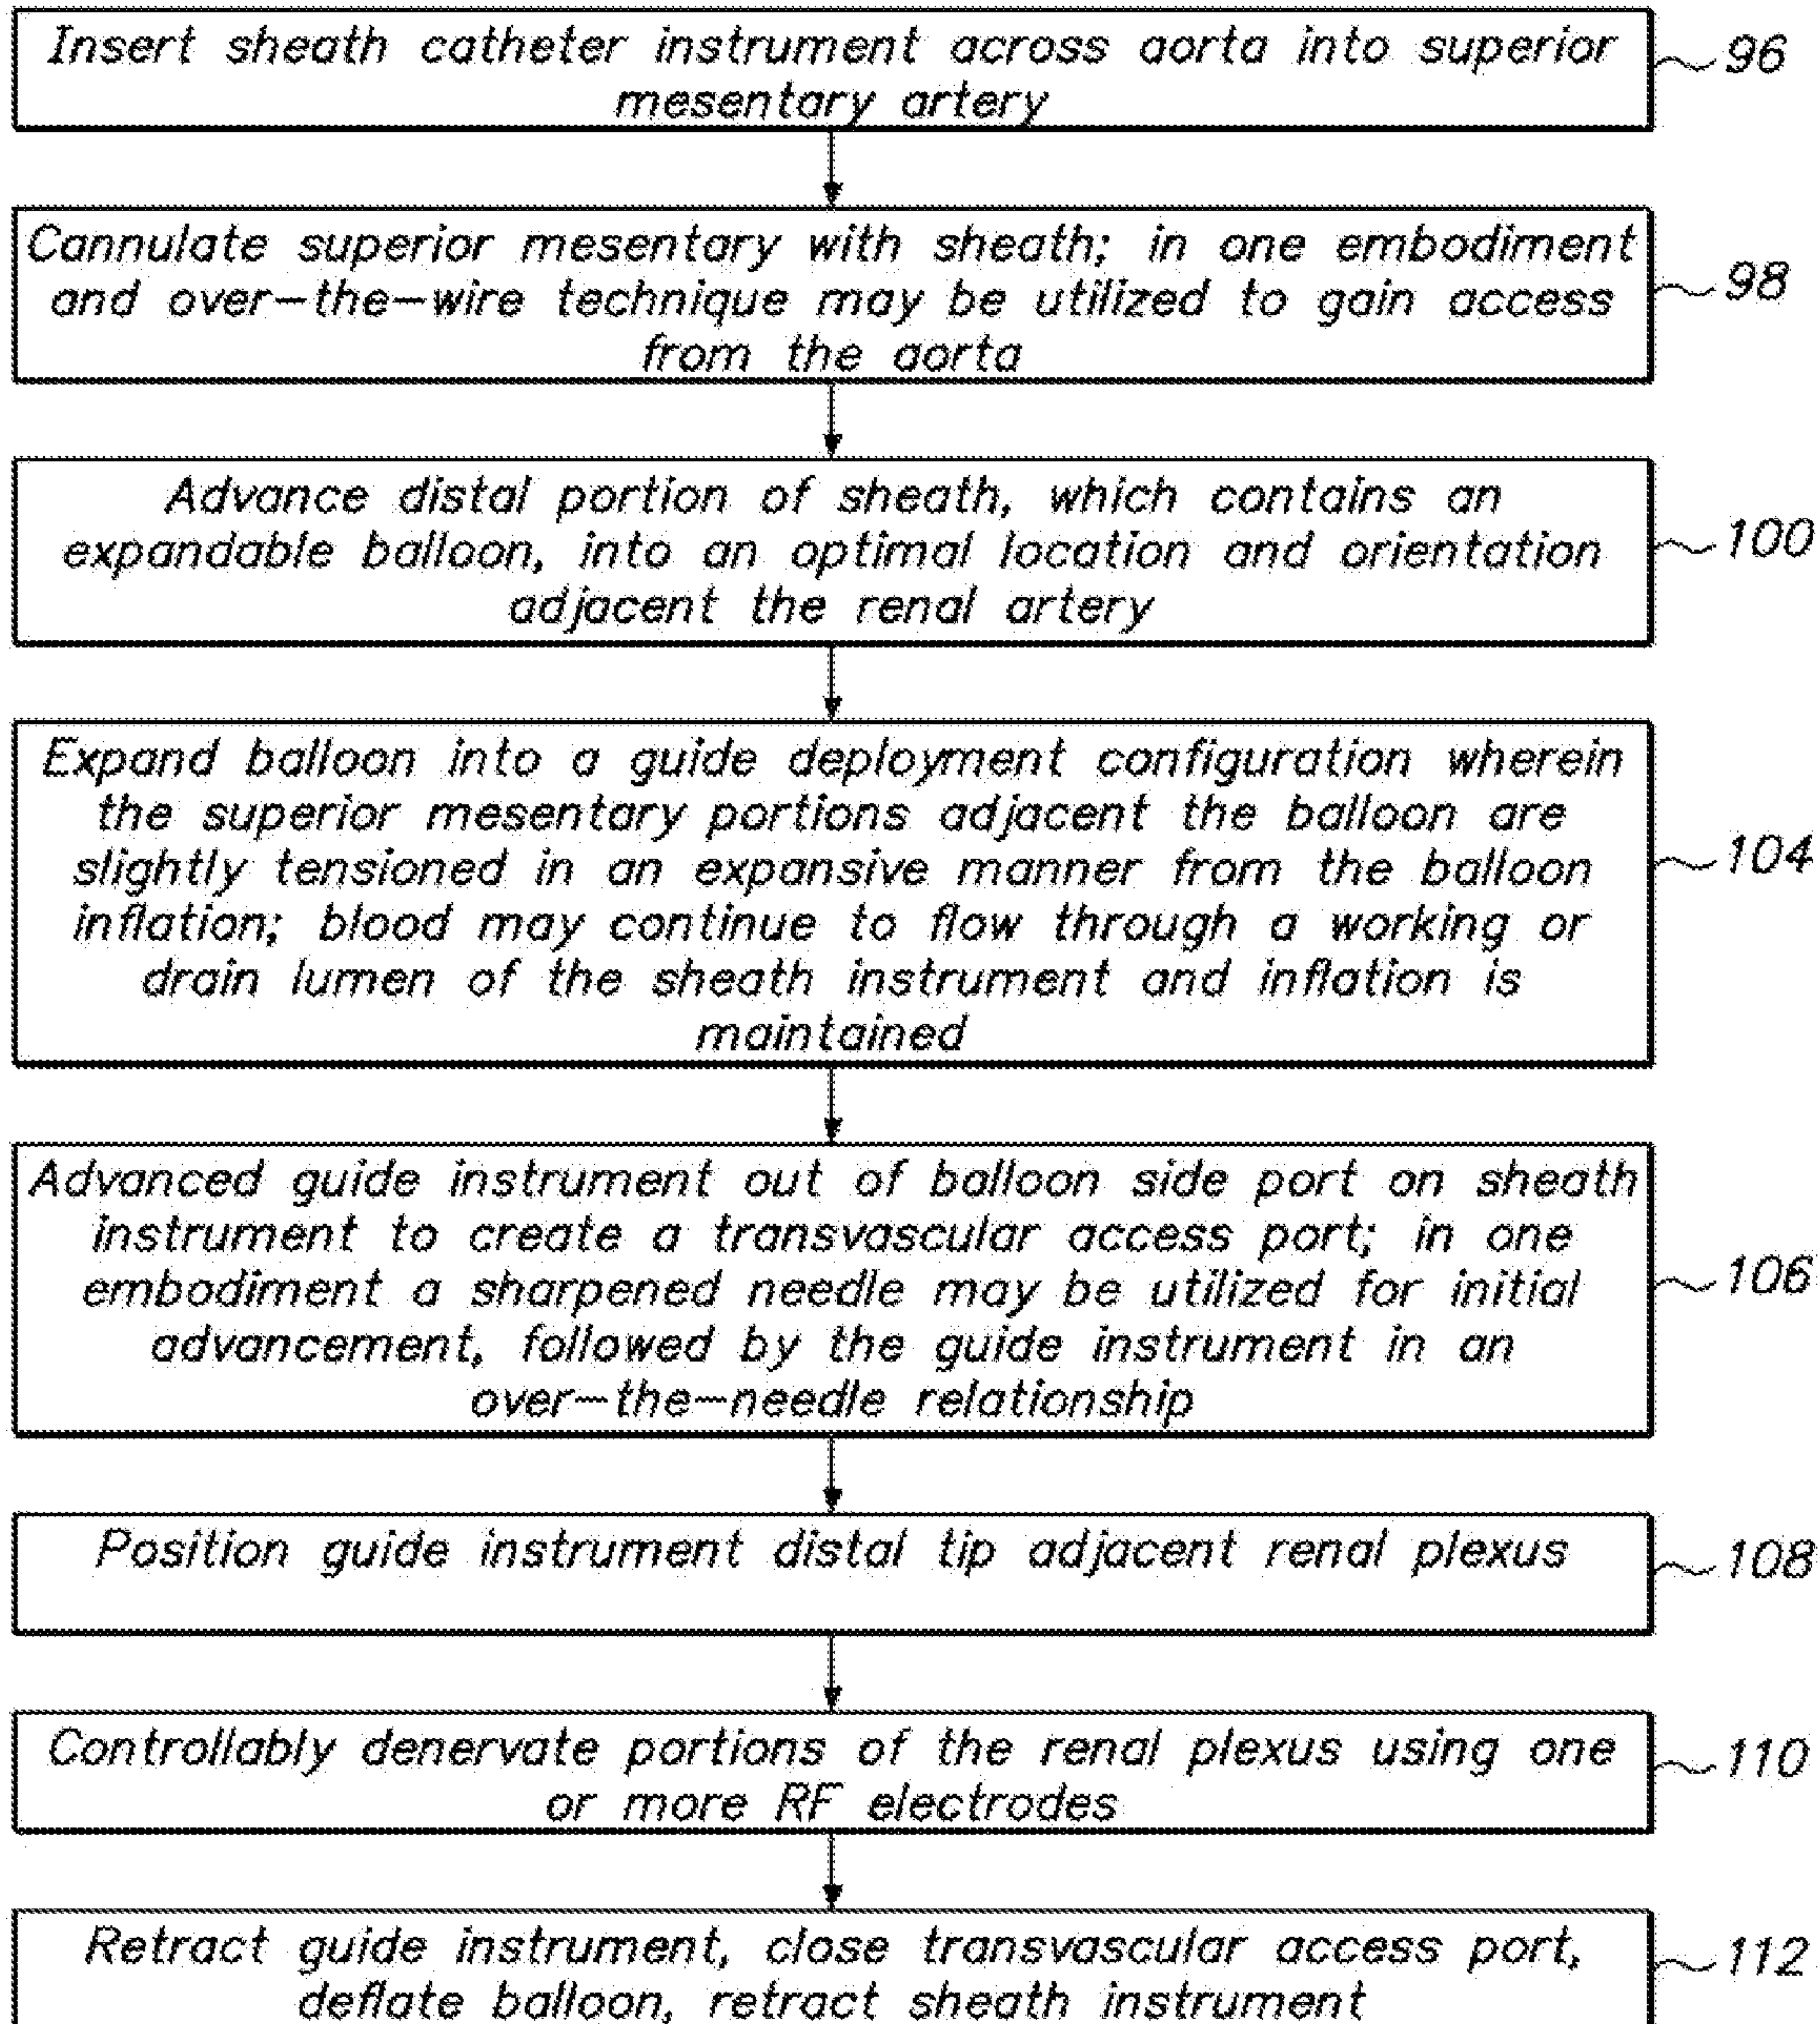 Insert sheath catheter instrument across aorta into superior
mesentary artery
96
Cannulate superior mesentary with sheath; in one embodiment
and over-the-wire technique may be utilized to gain access
from the aorta
98
Advance distal portion of sheath, which contains an
expandable balloon, into an optimal location and orientation
adjacent the renal artery
100
Expand balloon into a guide deployment configuration wherein
the superior mesentary portions adjacent the balloon are
slightly tensioned in an expansive manner from the balloon
inflation; blood may continue to flow through a working or
drain lumen of the sheath instrument and inflation is
maintained
104
Advanced guide instrument out of balloon side port on sheath
instrument to create a transvascular access port; in one
embodiment a sharpened needle may be utilized for initial
advancement, followed by the guide instrument in an
over-the-needle relationship
106
Position guide instrument distal tip adjacent renal plexus
108
Controllably denervate portions of the renal plexus using one
or more RF electrodes
110
Retract guide instrument, close transvascular access port,
deflate balloon, retract sheath instrument
112